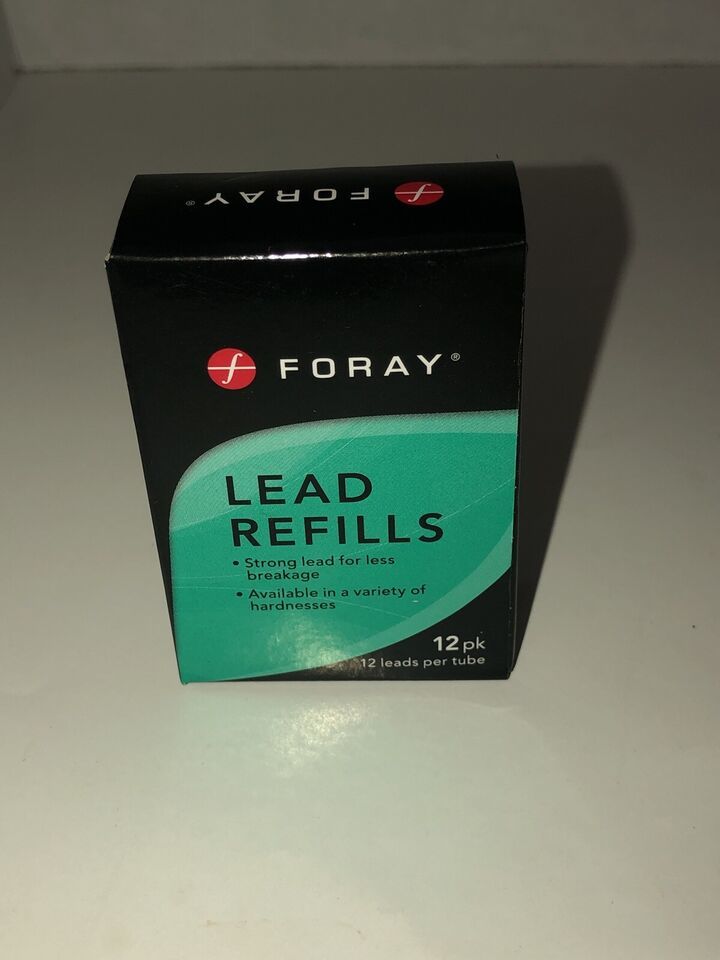 FORAY®
FORAY®
LEAD
REFILLS
• Strong lead for less
breakage
• Available in a variety of
hardnesses
12pk
12 leads per tube